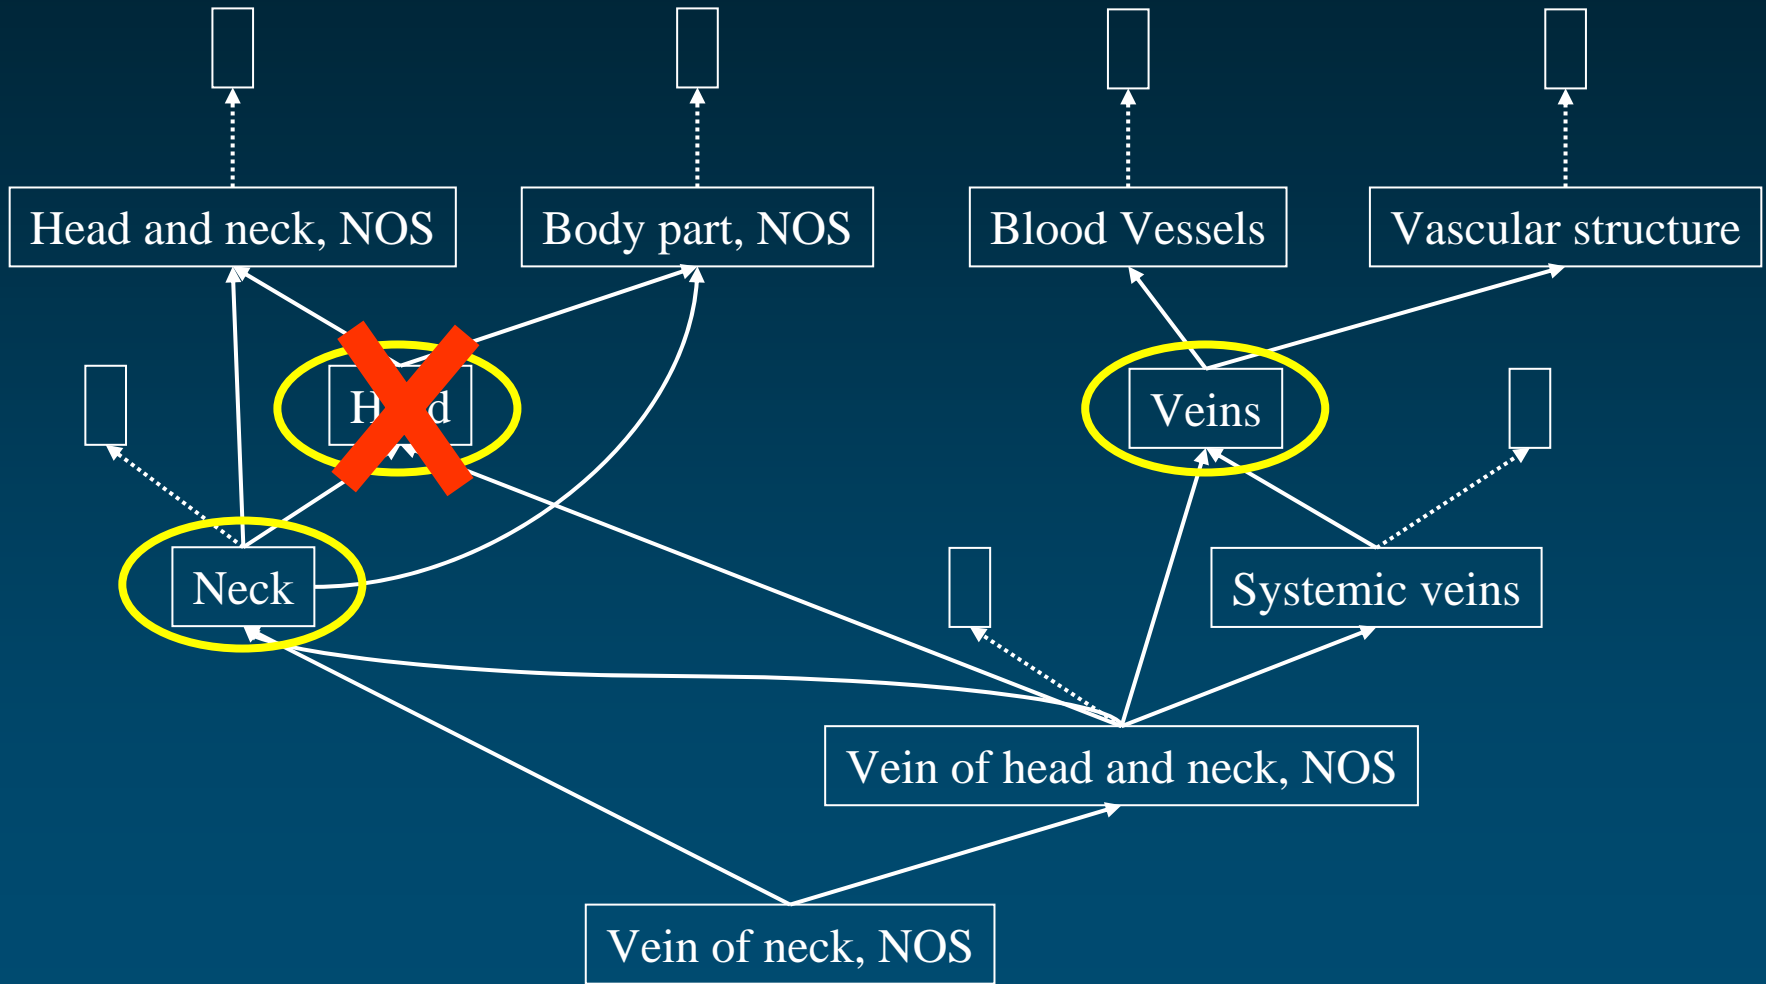 Head and neck, NOS
Body part, NOS
Blood Vessels
Vascular structure
Veins
Neck
Systemic veins
Vein of head and neck, NOS
Vein of neck, NOS